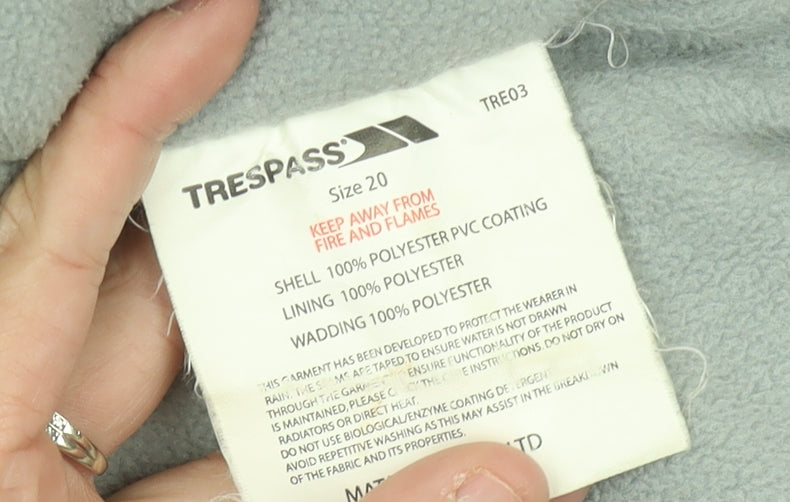 TRE03
TRESPASS
Size 20
KEEP AWAY FROM
FIRE AND FLAMES
SHELL 100% POLYESTER PVC COATING
LINING 100% POLYESTER
WADDING 100% POLYESTER
THIS GARMENT HAS BEEN DEVELOPED TO PROTECT THE WEARER IN
RAIN. THE SEAMS ARE TAPED TO ENSURE WATER IS NOT DRAWN
THROUGH THE GARMENT. ENSURE FUNCTIONALITY OF THE PRODUCT
IS MAINTAINED, PLEASE THE INSTRUCTIONS. DO NOT DRY ON
RADIATORS OR DIRECT HEAT.
DO NOT USE BIOLOGICAL/ENZYME COATING DETERGENT
AVOID REPETITIVE WASHING AS THIS MAY ASSIST IN THE BREAKDOWN
OF THE FABRIC AND ITS PROPERTIES.
LTD